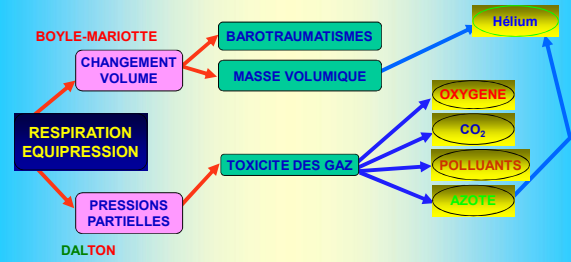 BOYLE-MARIOTTE
BAROTRAUMATISMES
Hélium
CHANGEMENT
VOLUME
MASSE VOLUMIQUE
OXYGENE
RESPIRATION
EQUIPRESSION
CO₂
TOXICITE DES GAZ
POLLUANTS
PRESSIONS
PARTIELLES
AZOTE
DALTON